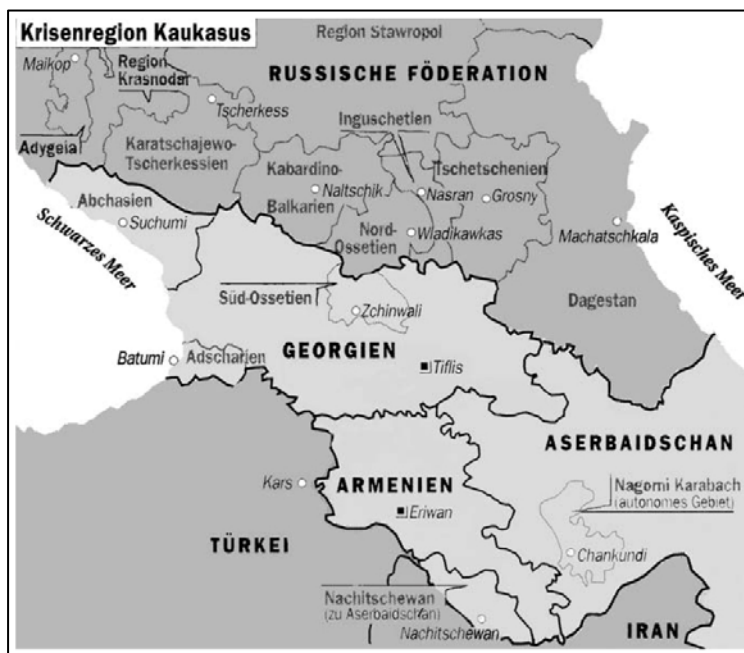 Krisenregion Kaukasus
Region Stawropol
Maikop
Region
Krasnodar
RUSSISCHE FÖDERATION
Tscherkess
Inguschetien
Adygeia
Karatschajewo-
Tscherkessien
Kabardino-
Balkarien
Naltschik
Tschetschenien
Nasran
Grosny
Abchasien
Suchumi
Nord-
Ossetien
Wladikawkas
Machatschkala
Schwarzes Meer
Kaspisches Meer
Süd-Ossetien
Zchinwali
Dagestan
Batumi
Adscharien
GEORGIEN
Tiflis
ASERBAIDSCHAN
Kars
ARMENIEN
Eriwan
Nagorni Karabach
(autonomes Gebiet)
TÜRKEI
Chankundi
Nachitschewan
(zu Aserbaidschan)
Nachitschewan
IRAN